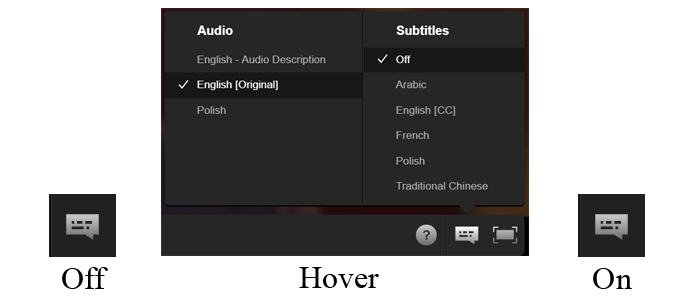 Audio
English - Audio Description
English [Original]
Polish
Subtitles
Off
Arabic
English [CC]
French
Polish
Traditional Chinese
?
Off
Hover
On